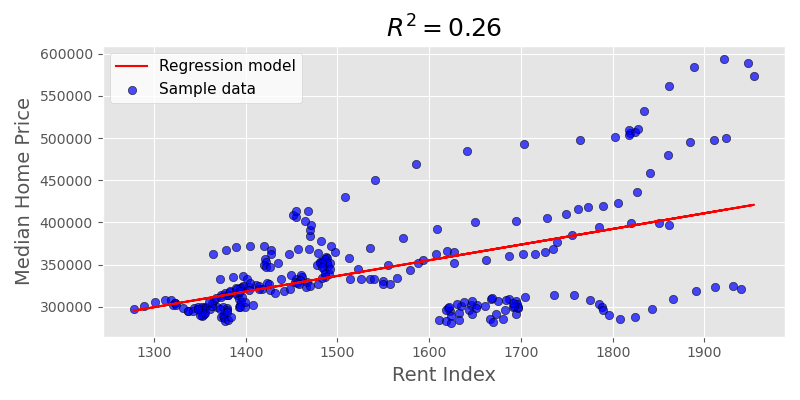 R² = 0.26
600000
550000
500000
450000
400000
350000
300000
Median Home Price
Regression model
Sample data
1300 1400 1500 1600 1700 1800 1900
Rent Index